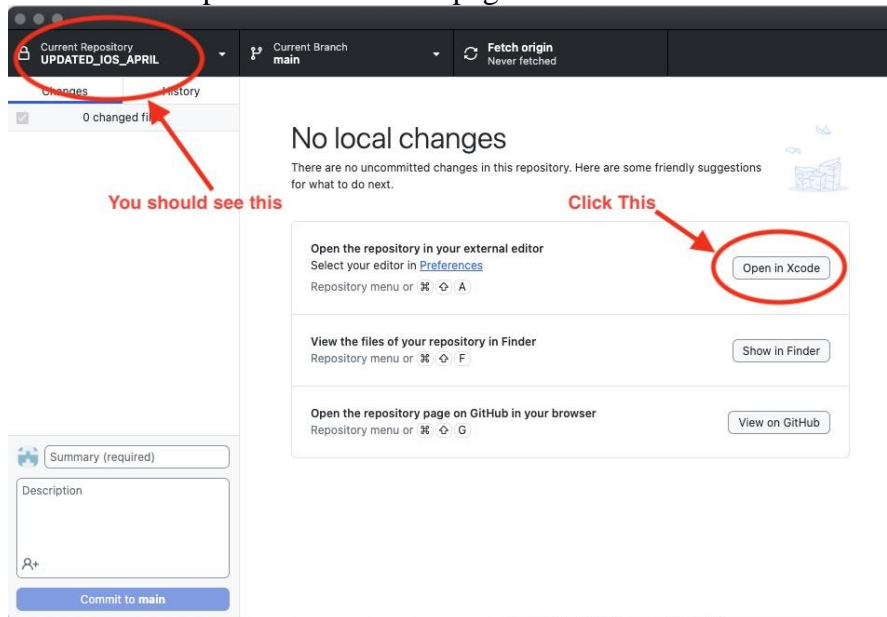 Current Repository
UPDATED_IOS_APRIL
Current Branch
main
Fetch origin
Never fetched
Changes
History
0 changed
No local changes
There are no uncommitted changes in this repository. Here are some friendly suggestions
for what to do next.
You should see this
Click This
Open the repository in your external editor
Select your editor in Preferences
Repository menu or ⌘ ⇧ A
Open in Xcode
View the files of your repository in Finder
Repository menu or ⌘ ⇧ F
Show in Finder
Open the repository page on GitHub in your browser
Repository menu or ⌘ ⇧ G
View on GitHub
Summary (required)
Description
Commit to main